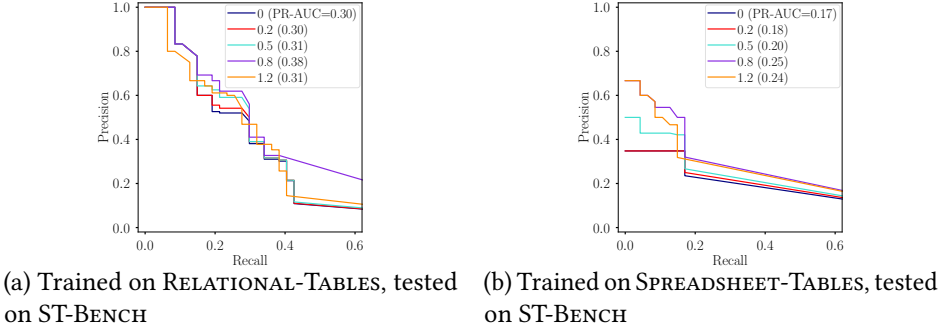 0 (PR-AUC=0.30)
0.2 (0.30)
0.5 (0.31)
0.8 (0.38)
1.2 (0.31)
1.0
0.8
0.6
0.4
0.2
0.0
Precision
0.0 0.2 0.4 0.6
Recall
(a) Trained on Relational-Tables, tested
on ST-Bench
0 (PR-AUC=0.17)
0.2 (0.18)
0.5 (0.20)
0.8 (0.25)
1.2 (0.24)
1.0
0.8
0.6
0.4
0.2
0.0
Precision
0.0 0.2 0.4 0.6
Recall
(b) Trained on Spreadsheet-Tables, tested
on ST-Bench